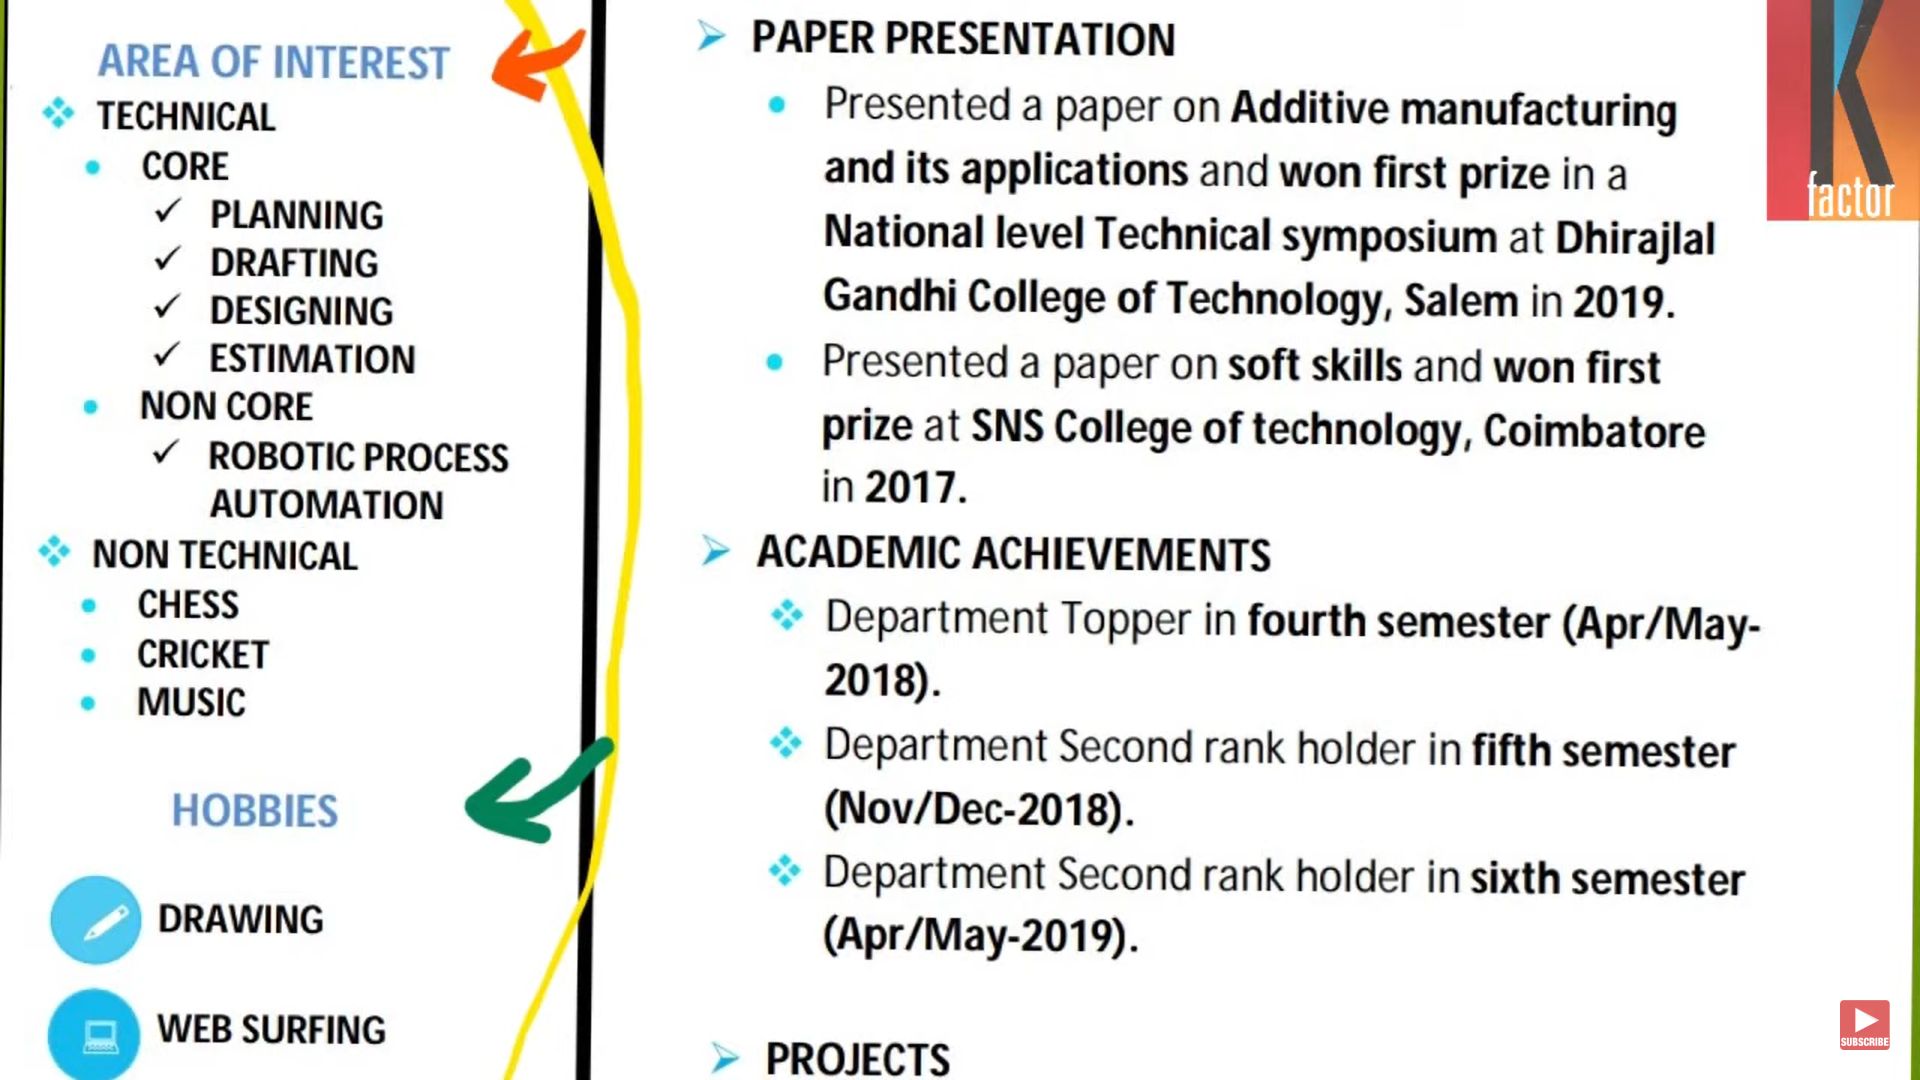 AREA OF INTEREST
TECHNICAL
CORE
PLANNING
DRAFTING
DESIGNING
ESTIMATION
NON CORE
ROBOTIC PROCESS
AUTOMATION
NON TECHNICAL
CHESS
CRICKET
MUSIC
HOBBIES
DRAWING
WEB SURFING
PAPER PRESENTATION
Presented a paper on Additive manufacturing
and its applications and won first prize in a
National level Technical symposium at Dhirajlal
Gandhi College of Technology, Salem in 2019.
Presented a paper on soft skills and won first
prize at SNS College of technology, Coimbatore
in 2017.
ACADEMIC ACHIEVEMENTS
Department Topper in fourth semester (Apr/May-
2018).
Department Second rank holder in fifth semester
(Nov/Dec-2018).
Department Second rank holder in sixth semester
(Apr/May-2019).
PROJECTS
K
factor
SUBSCRIBE